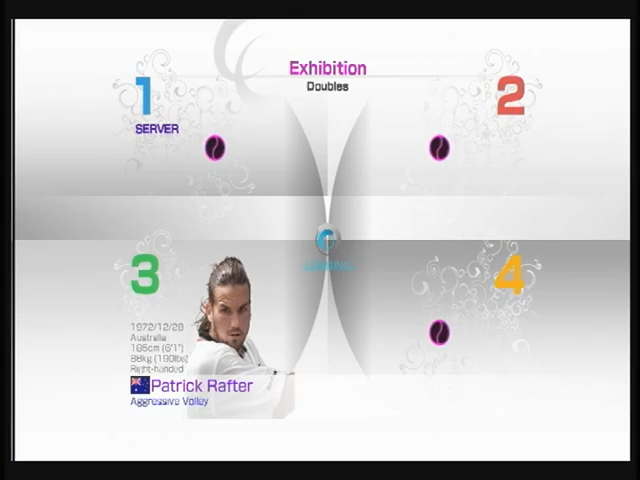 Exhibition
Doubles
1
SERVER
2
3
4
1972/12/28
Australia
185cm (6'1")
86kg (190lbs)
Right-handed
Patrick Rafter
Aggressive Volley